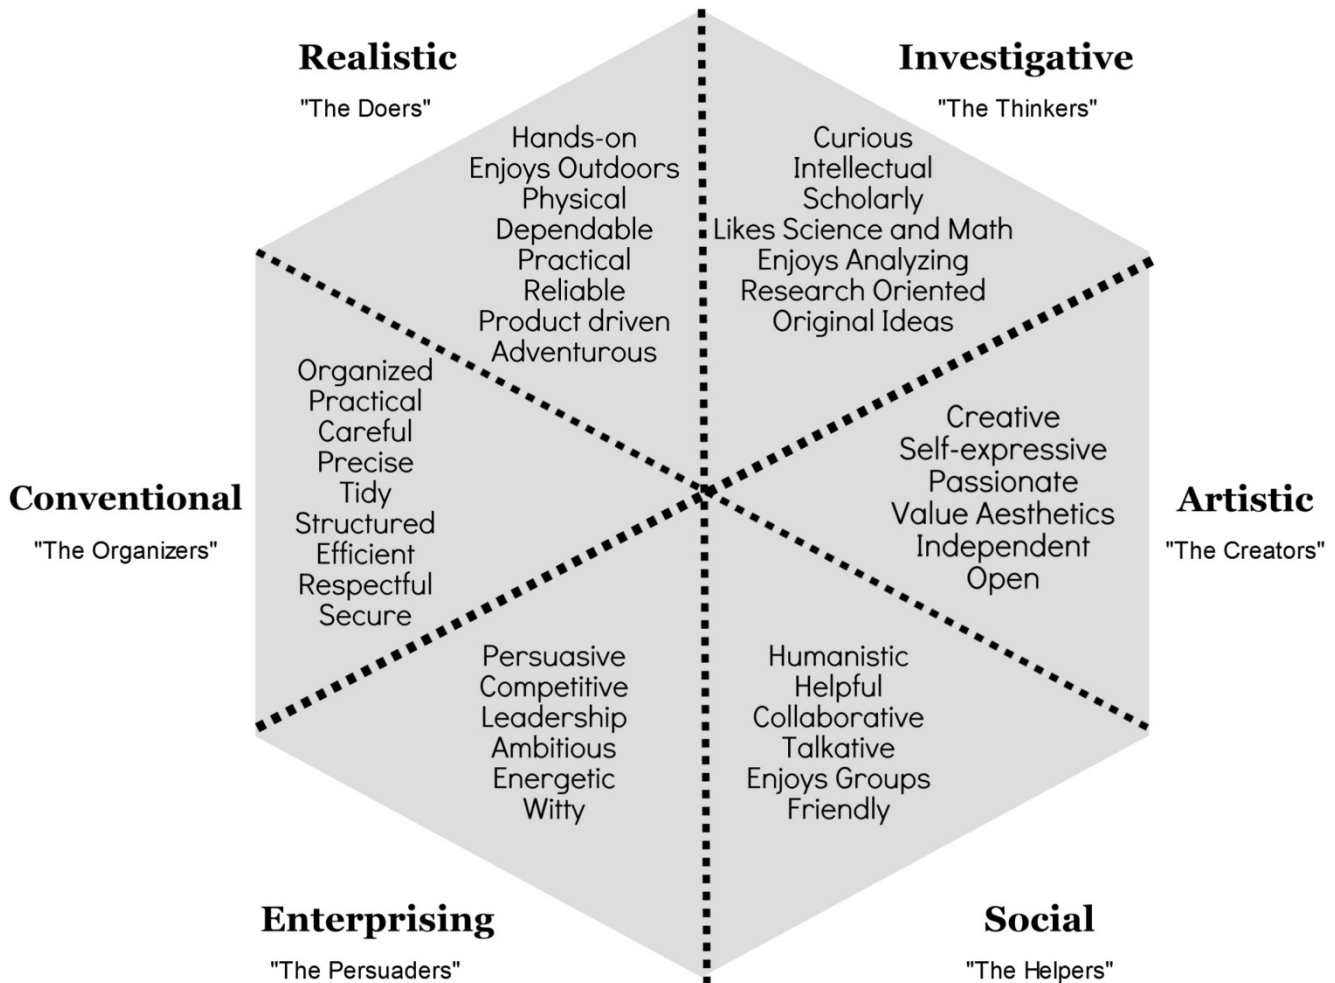 Realistic
"The Doers"
Hands-on
Enjoys Outdoors
Physical
Dependable
Practical
Reliable
Product driven
Adventurous
Investigative
"The Thinkers"
Curious
Intellectual
Scholarly
Likes Science and Math
Enjoys Analyzing
Research Oriented
Original Ideas
Conventional
"The Organizers"
Organized
Practical
Careful
Precise
Tidy
Structured
Efficient
Respectful
Secure
Creative
Self-expressive
Passionate
Value Aesthetics
Independent
Open
Artistic
"The Creators"
Persuasive
Competitive
Leadership
Ambitious
Energetic
Witty
Enterprising
"The Persuaders"
Humanistic
Helpful
Collaborative
Talkative
Enjoys Groups
Friendly
Social
"The Helpers"